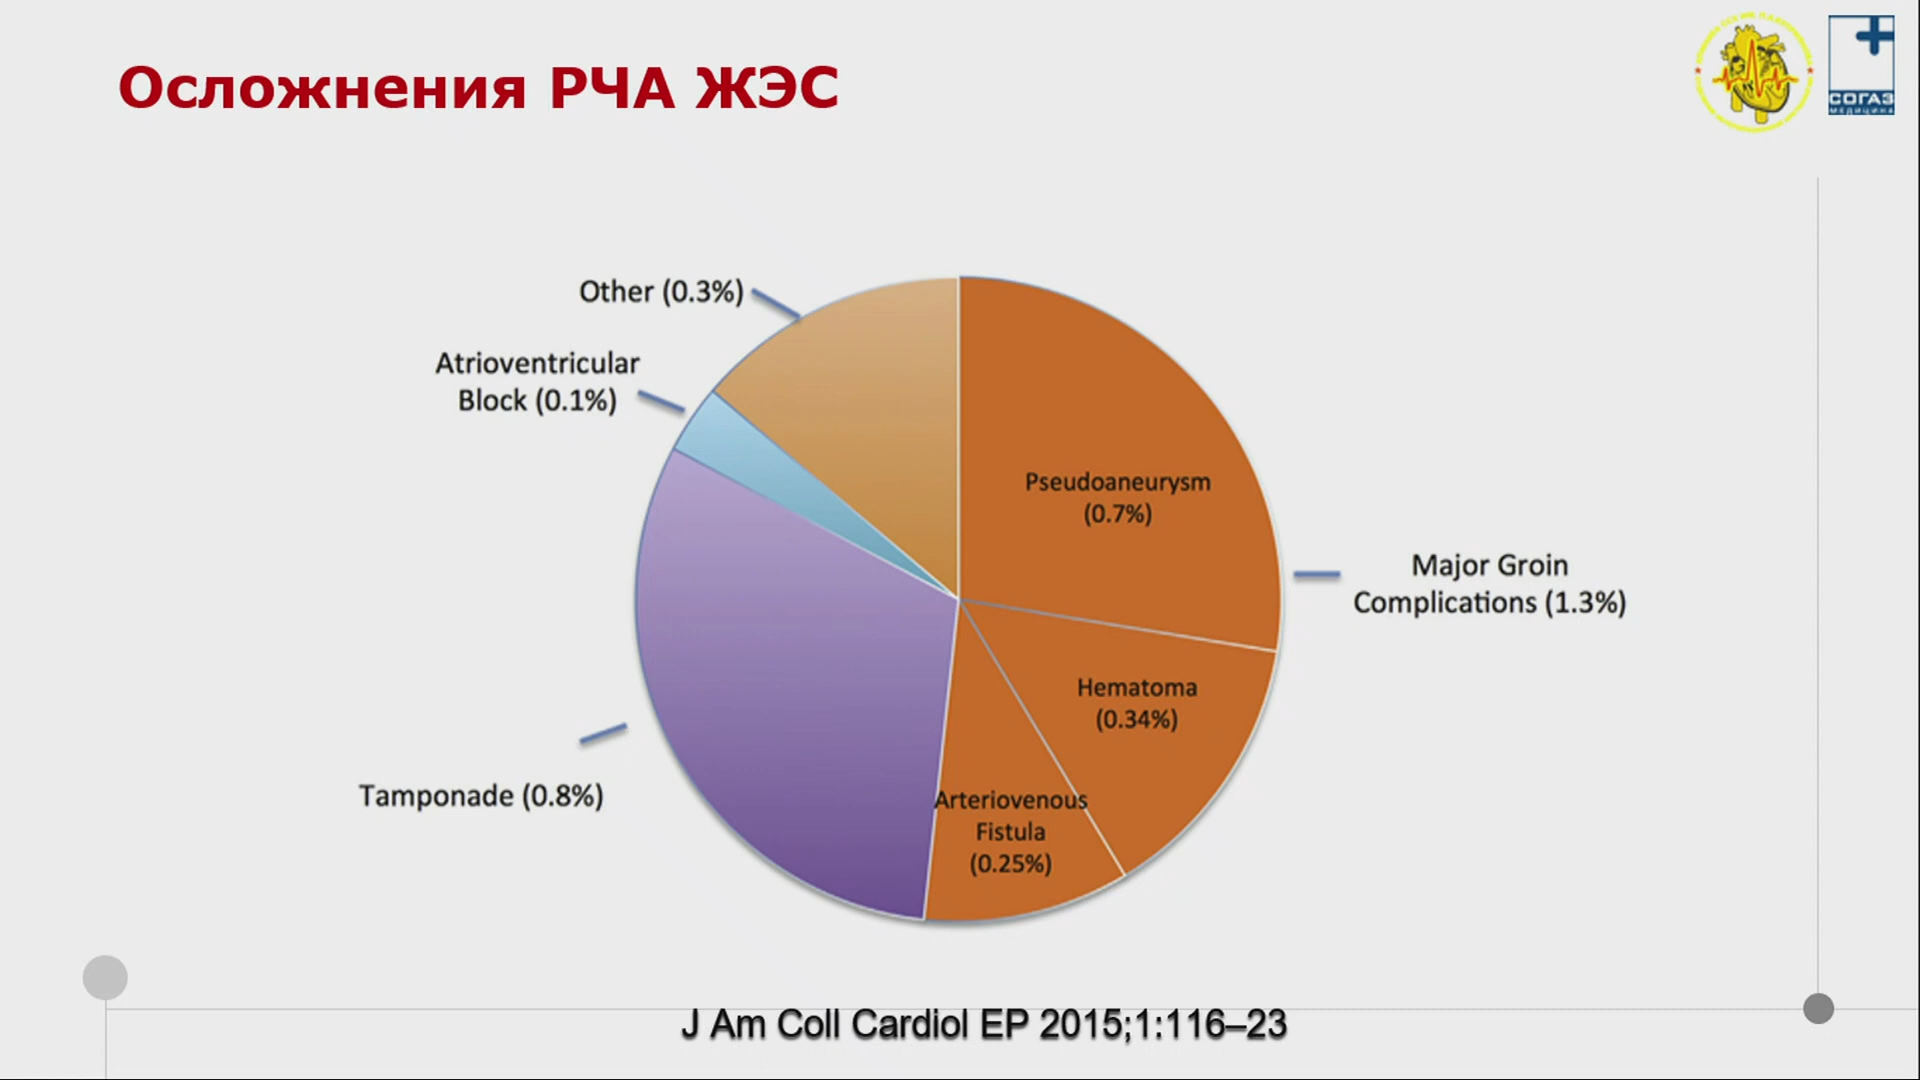 Осложнения РЧА ЖЭС
СОГАЗ
медицина
Other (0.3%)
Atrioventricular
Block (0.1%)
Pseudoaneurysm
(0.7%)
Major Groin
Complications (1.3%)
Hematoma
(0.34%)
Tamponade (0.8%)
Arteriovenous
Fistula
(0.25%)
J Am Coll Cardiol EP 2015;1:116–23